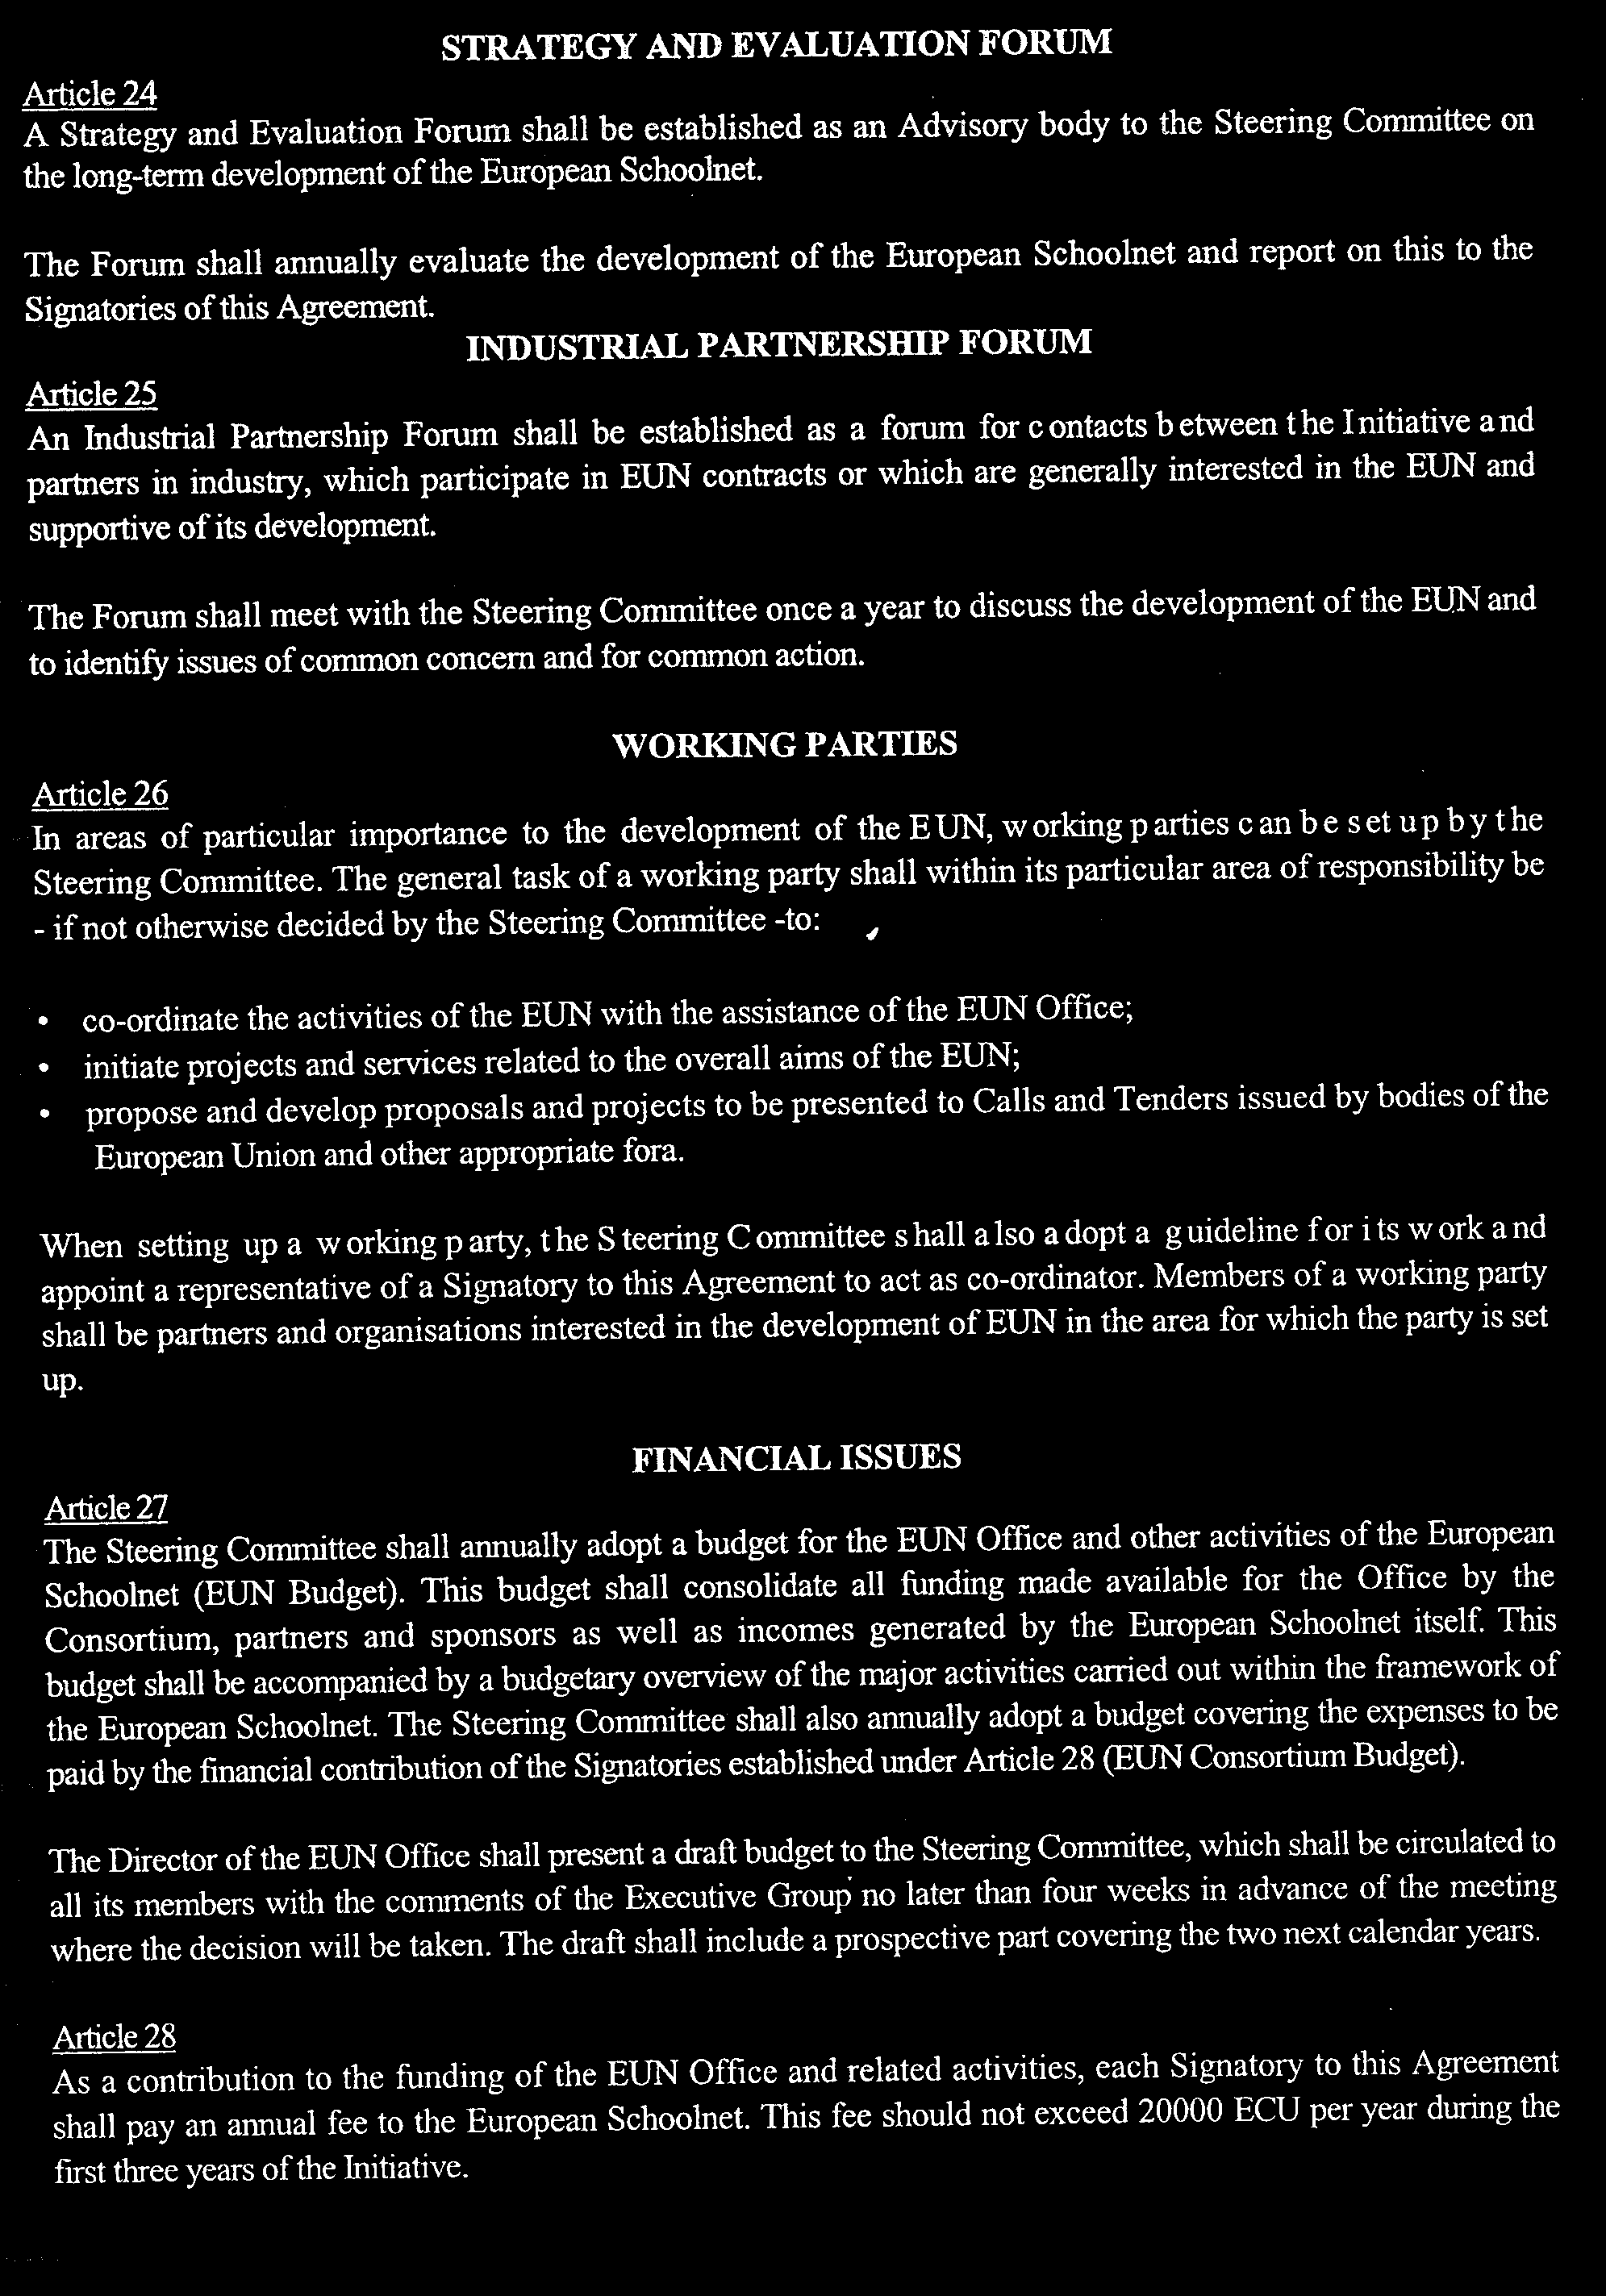 STRATEGY AND EVALUATION FORUM
Article 24
A Strategy and Evaluation Forum shall be established as an Advisory body to the Steering Committee on
the long-term development of the European Schoolnet.
The Forum shall annually evaluate the development of the European Schoolnet and report on this to the
Signatories of this Agreement.
INDUSTRIAL PARTNERSHIP FORUM
Article 25
An Industrial Partnership Forum shall be established as a forum for contacts between the Initiative and
partners in industry, which participate in EUN contracts or which are generally interested in the EUN and
supportive of its development.
The Forum shall meet with the Steering Committee once a year to discuss the development of the EUN and
to identify issues of common concern and for common action.
WORKING PARTIES
Article 26
In areas of particular importance to the development of the EUN, working parties can be set up by the
Steering Committee. The general task of a working party shall within its particular area of responsibility be
- if not otherwise decided by the Steering Committee -to:
• co-ordinate the activities of the EUN with the assistance of the EUN Office;
• initiate projects and services related to the overall aims of the EUN;
• propose and develop proposals and projects to be presented to Calls and Tenders issued by bodies of the
European Union and other appropriate fora.
When setting up a working party, the Steering Committee shall also adopt a guideline for its work and
appoint a representative of a Signatory to this Agreement to act as co-ordinator. Members of a working party
shall be partners and organisations interested in the development of EUN in the area for which the party is set
up.
FINANCIAL ISSUES
Article 27
The Steering Committee shall annually adopt a budget for the EUN Office and other activities of the European
Schoolnet (EUN Budget). This budget shall consolidate all funding made available for the Office by the
Consortium, partners and sponsors as well as incomes generated by the European Schoolnet itself. This
budget shall be accompanied by a budgetary overview of the major activities carried out within the framework of
the European Schoolnet. The Steering Committee shall also annually adopt a budget covering the expenses to be
paid by the financial contribution of the Signatories established under Article 28 (EUN Consortium Budget).
The Director of the EUN Office shall present a draft budget to the Steering Committee, which shall be circulated to
all its members with the comments of the Executive Group no later than four weeks in advance of the meeting
where the decision will be taken. The draft shall include a prospective part covering the two next calendar years.
Article 28
As a contribution to the funding of the EUN Office and related activities, each Signatory to this Agreement
shall pay an annual fee to the European Schoolnet. This fee should not exceed 20000 ECU per year during the
first three years of the Initiative.